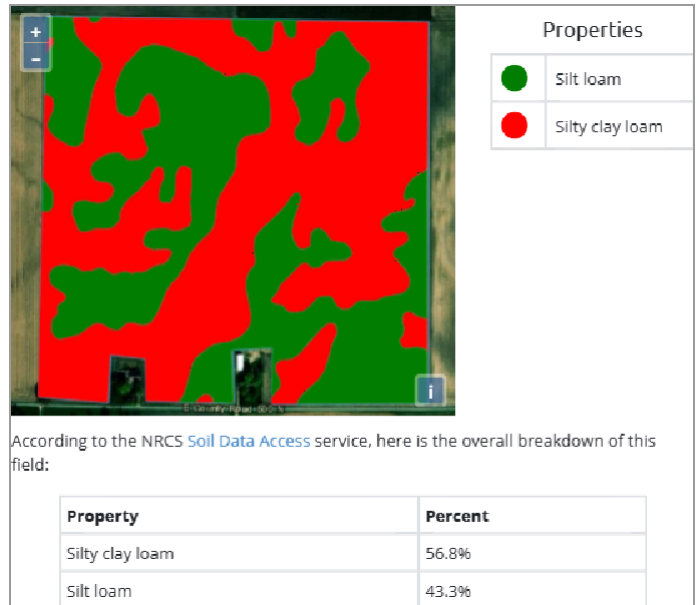 +
-
Properties
Silt loam
Silty clay loam
i
According to the NRCS Soil Data Access service, here is the overall breakdown of this
field:
Property Percent
Silty clay loam 56.8%
Silt loam 43.3%